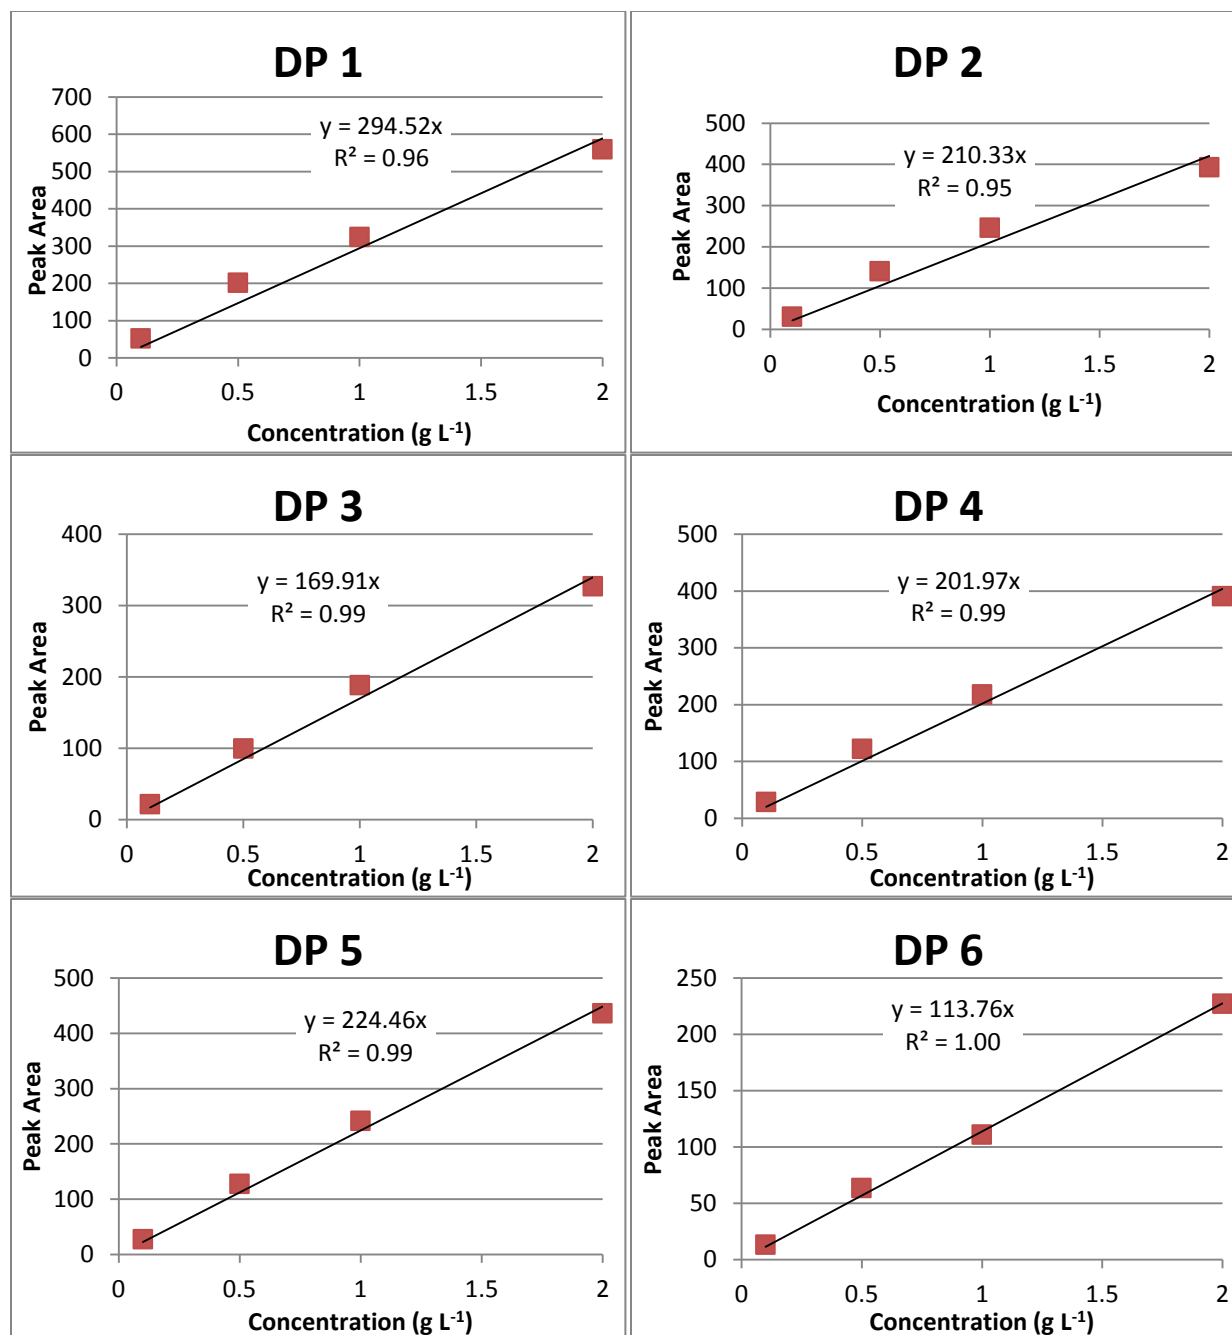 DP 1
700
600
500
400
300
200
100
0
y = 294.52x
R² = 0.96
Peak Area
0 0.5 1 1.5 2
Concentration (g L⁻¹)
DP 2
500
400
300
200
100
0
y = 210.33x
R² = 0.95
Peak Area
0 0.5 1 1.5 2
Concentration (g L⁻¹)
DP 3
400
300
200
100
0
y = 169.91x
R² = 0.99
Peak Area
0 0.5 1 1.5 2
Concentration (g L⁻¹)
DP 4
500
400
300
200
100
0
y = 201.97x
R² = 0.99
Peak Area
0 0.5 1 1.5 2
Concentration (g L⁻¹)
DP 5
500
400
300
200
100
0
y = 224.46x
R² = 0.99
Peak Area
0 0.5 1 1.5 2
Concentration (g L⁻¹)
DP 6
250
200
150
100
50
0
y = 113.76x
R² = 1.00
Peak Area
0 0.5 1 1.5 2
Concentration (g L⁻¹)